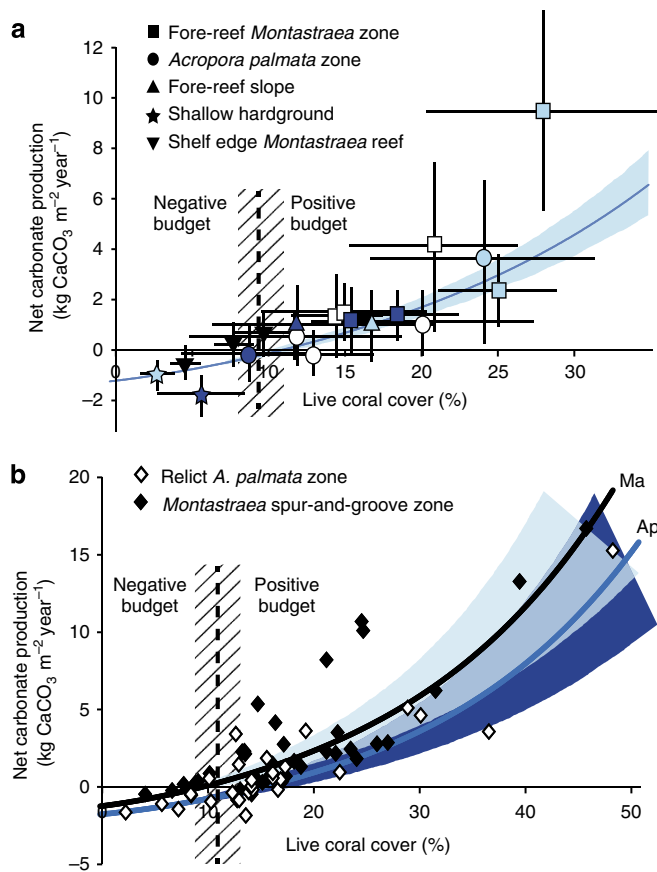 a
Fore-reef Montastraea zone
Acropora palmata zone
Fore-reef slope
Shallow hardground
Shelf edge Montastraea reef
Net carbonate production
(kg CaCO₃ m⁻² year⁻¹)
12
10
8
6
4
2
0
–2
Negative
budget
Positive
budget
0
10
15
20
25
30
Live coral cover (%)
b
Relict A. palmata zone
Montastraea spur-and-groove zone
Net carbonate production
(kg CaCO₃ m⁻² year⁻¹)
20
15
10
5
0
–5
Negative
budget
Positive
budget
Ma
Ap
0
10
20
30
40
50
Live coral cover (%)